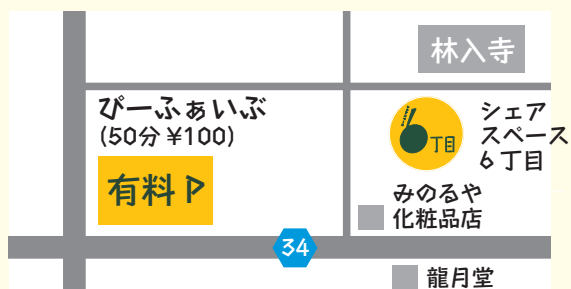 林入寺
ぴーふぁいぶ
(50分 ¥100)
有料 P
6丁目
シェア
スペース
6丁目
みのるや
化粧品店
34
龍月堂